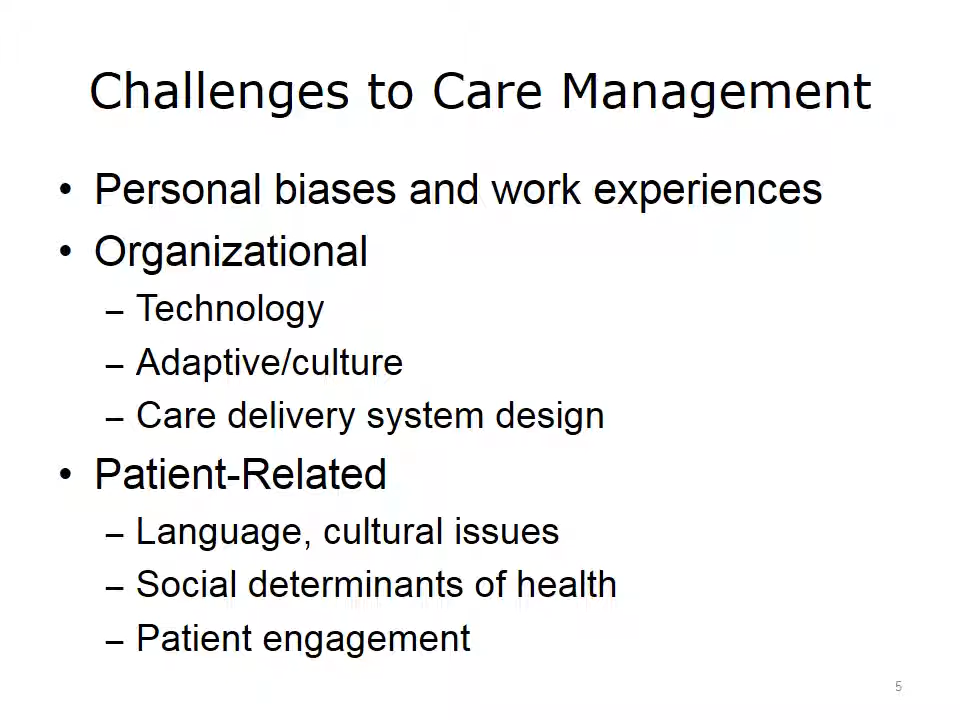 Challenges to Care Management
• Personal biases and work experiences
• Organizational
– Technology
– Adaptive/culture
– Care delivery system design
• Patient-Related
– Language, cultural issues
– Social determinants of health
– Patient engagement
5